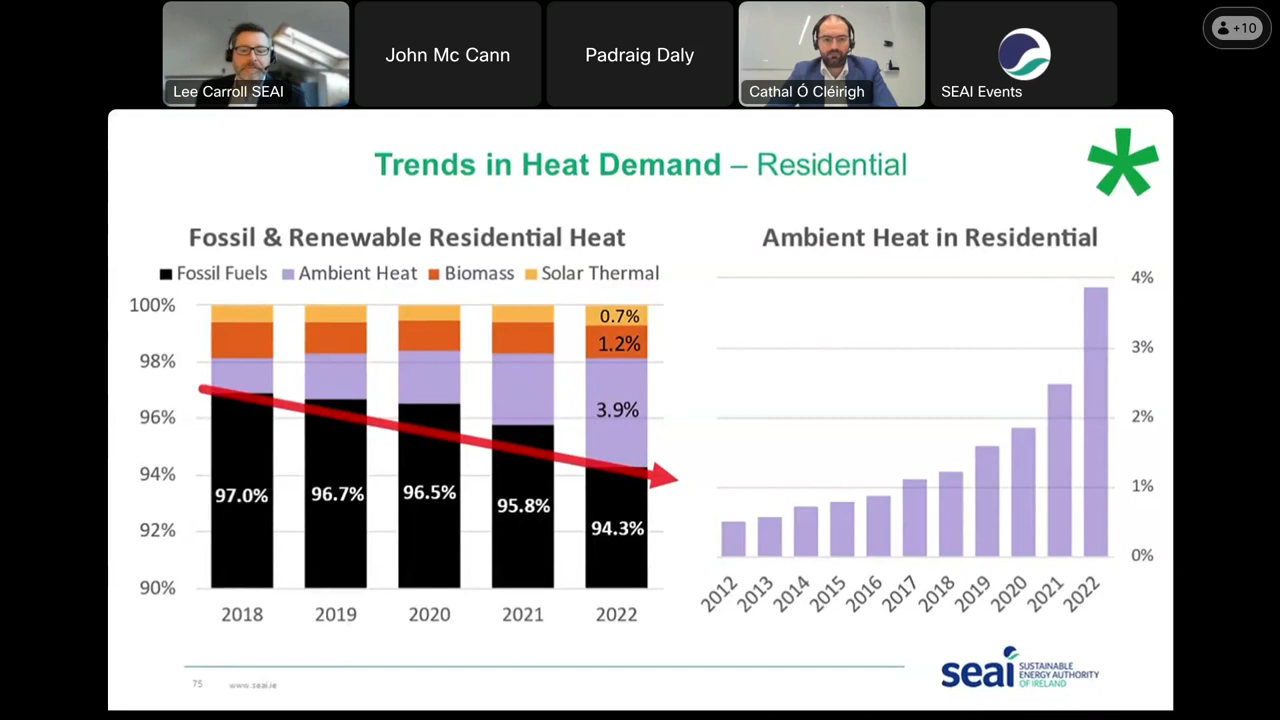 Lee Carroll SEAI
John Mc Cann
Padraig Daly
Cathal Ó Cléirigh
SEAI Events
+10
Trends in Heat Demand – Residential
Fossil & Renewable Residential Heat
Fossil Fuels Ambient Heat Biomass Solar Thermal
100%
98%
96%
94%
92%
90%
97.0%
96.7%
96.5%
95.8%
94.3%
3.9%
1.2%
0.7%
2018 2019 2020 2021 2022
Ambient Heat in Residential
4%
3%
2%
1%
0%
2012 2013 2014 2015 2016 2017 2018 2019 2020 2021 2022
75 www.seai.ie
seai SUSTAINABLE
ENERGY AUTHORITY
OF IRELAND